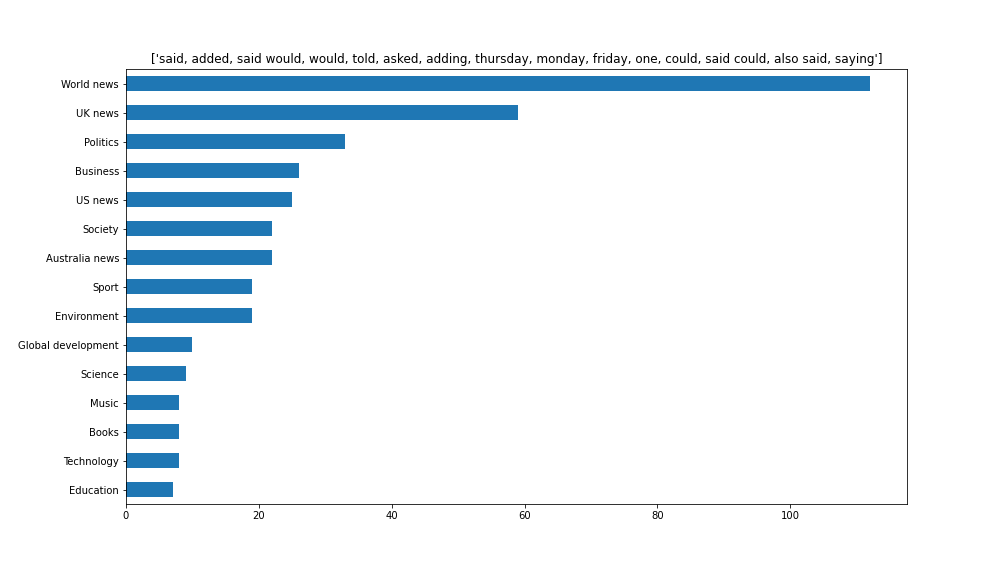 ['said, added, said would, would, told, asked, adding, thursday, monday, friday, one, could, said could, also said, saying']
World news
UK news
Politics
Business
US news
Society
Australia news
Sport
Environment
Global development
Science
Music
Books
Technology
Education
0 20 40 60 80 100